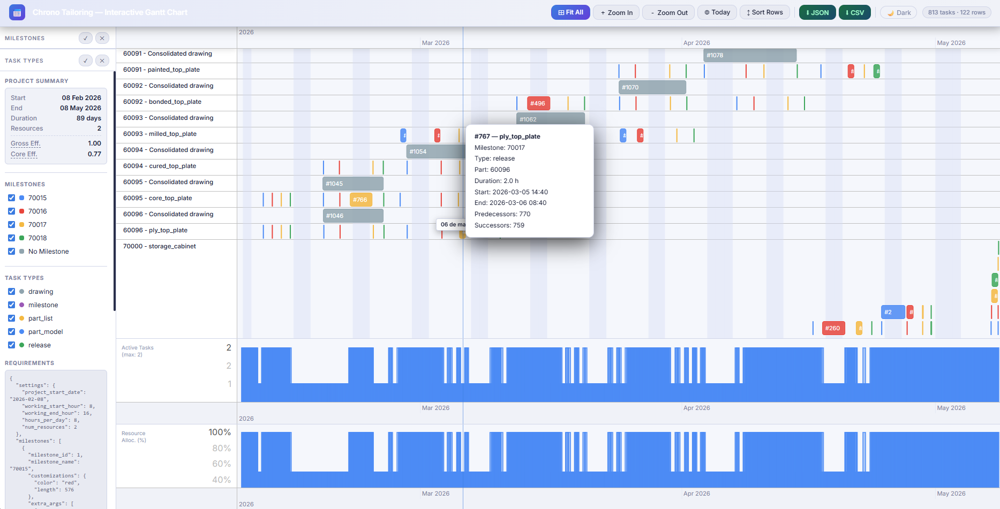 Chrono Tailoring — Interactive Gantt Chart
Fit All
+ Zoom In
- Zoom Out
Today
Sort Rows
JSON
CSV
Dark
813 tasks · 122 rows
MILESTONES
TASK TYPES
PROJECT SUMMARY
Start 08 Feb 2026
End 08 May 2026
Duration 89 days
Resources 2
Gross Eff. 1.00
Core Eff. 0.77
MILESTONES
70015
70016
70017
70018
No Milestone
TASK TYPES
drawing
milestone
part_list
part_model
release
REQUIREMENTS
{
"settings": {
"project_start_date":
"2026-02-08",
"working_start_hour": 8,
"working_end_hour": 16,
"hours_per_day": 8,
"num_resources": 2
},
"milestones": [
{
"milestone_id": 1,
"milestone_name":
"70015",
"customizations": {
"color": "red",
"length": 576
},
"extra_args": [
2026
Mar 2026
Apr 2026
May 2026
60091 - Consolidated drawing
#1078
60091 - painted_top_plate
#
#
60092 - Consolidated drawing
#1070
60092 - bonded_top_plate
#496
60093 - Consolidated drawing
#1062
60093 - milled_top_plate
#
#
#
#
60094 - Consolidated drawing
#1054
60094 - cured_top_plate
60095 - Consolidated drawing
#1045
60095 - core_top_plate
#766
60096 - Consolidated drawing
#1046
60096 - ply_top_plate
06 de ma
70000 - storage_cabinet
#
#
#2
#
#260
#
#767 — ply_top_plate
Milestone: 70017
Type: release
Part: 60096
Duration: 2.0 h
Start: 2026-03-05 14:40
End: 2026-03-06 08:40
Predecessors: 770
Successors: 759
Active Tasks
(max: 2)
2
2
1
Mar 2026
Apr 2026
May 2026
2026
Resource
Alloc. (%)
100%
80%
60%
40%
Mar 2026
Apr 2026
May 2026
2026